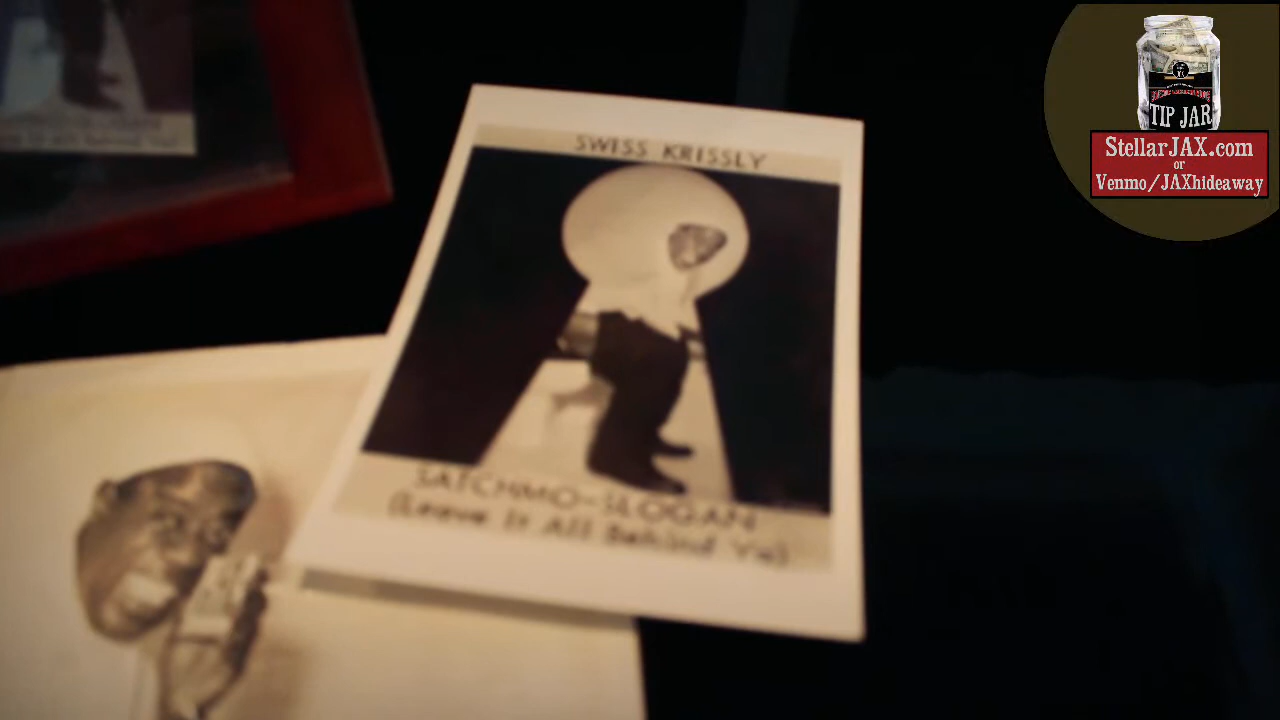 SWISS KRISSLY
SATCHMO-SLOGAN
(Leave It All Behind Ya)
TIP JAR
StellarJAX.com
or
Venmo/JAXhideaway